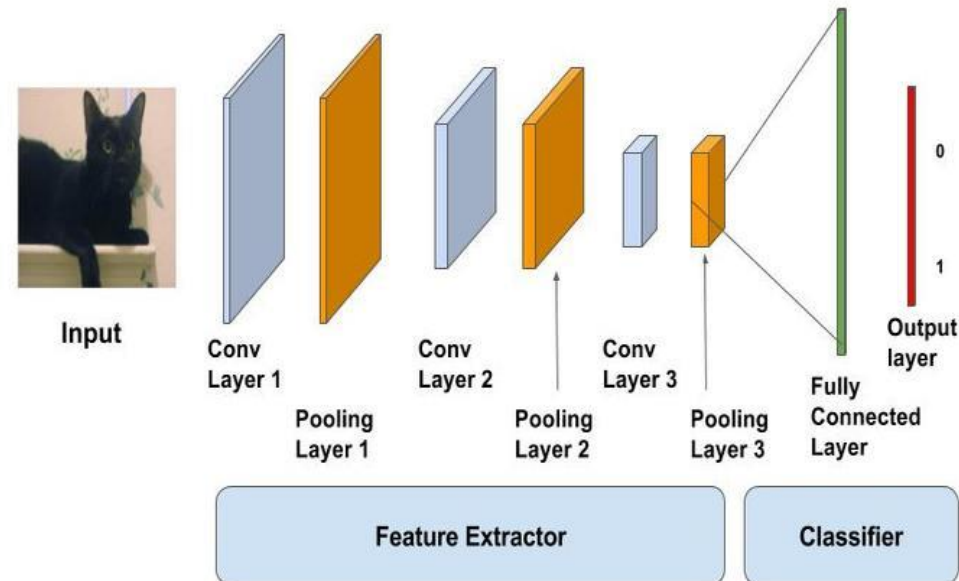 0
1
Input
Conv
Layer 1
Pooling
Layer 1
Conv
Layer 2
Pooling
Layer 2
Conv
Layer 3
Pooling
Layer 3
Fully
Connected
Layer
Output
layer
Feature Extractor
Classifier